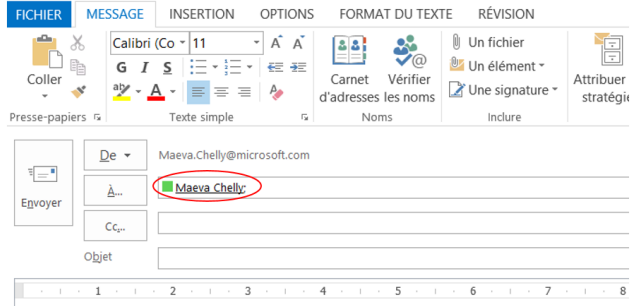 FICHIER MESSAGE INSERTION OPTIONS FORMAT DU TEXTE RÉVISION
Coller
Presse-papiers
Calibri (Co 11
G I S
aby A
Texte simple
Carnet d'adresses
Vérifier les noms
Noms
Un fichier
Un élément
Une signature
Inclure
Attribuer
stratégi
Envoyer
De Maeva.Chelly@microsoft.com
À... Maeva Chelly;
Cc...
Objet
1 2 3 4 5 6 7 8